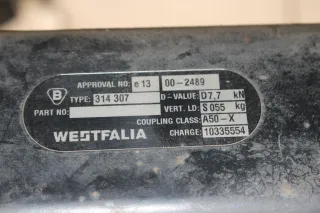 APPROVAL NO: e 13 00-2489
B TYPE: 314 307 D-VALUE: D7,7 kN
PART NO: VERT. LD: S 055 kg
COUPLING CLASS: A50-X
WESTFALIA CHARGE: 10335554